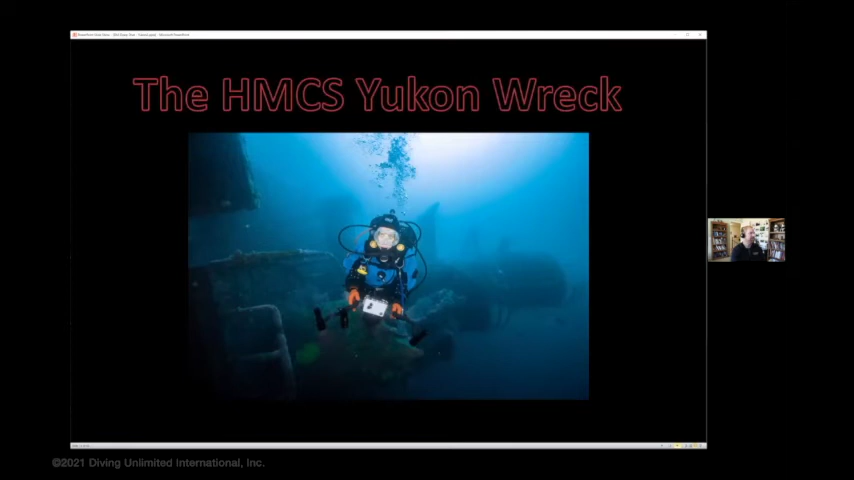 The HMCS Yukon Wreck
©2021 Diving Unlimited International, Inc.